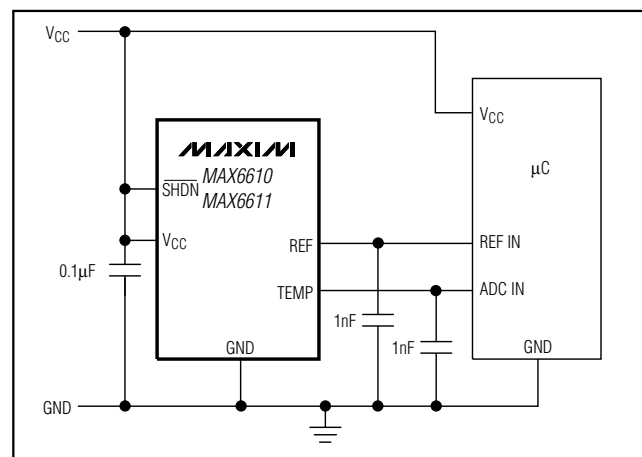 VCC
VCC
μC
MAXIM
MAX6610
MAX6611
SHDN
VCC
REF
REF IN
0.1μF
TEMP
ADC IN
1nF
GND
1nF
GND
GND